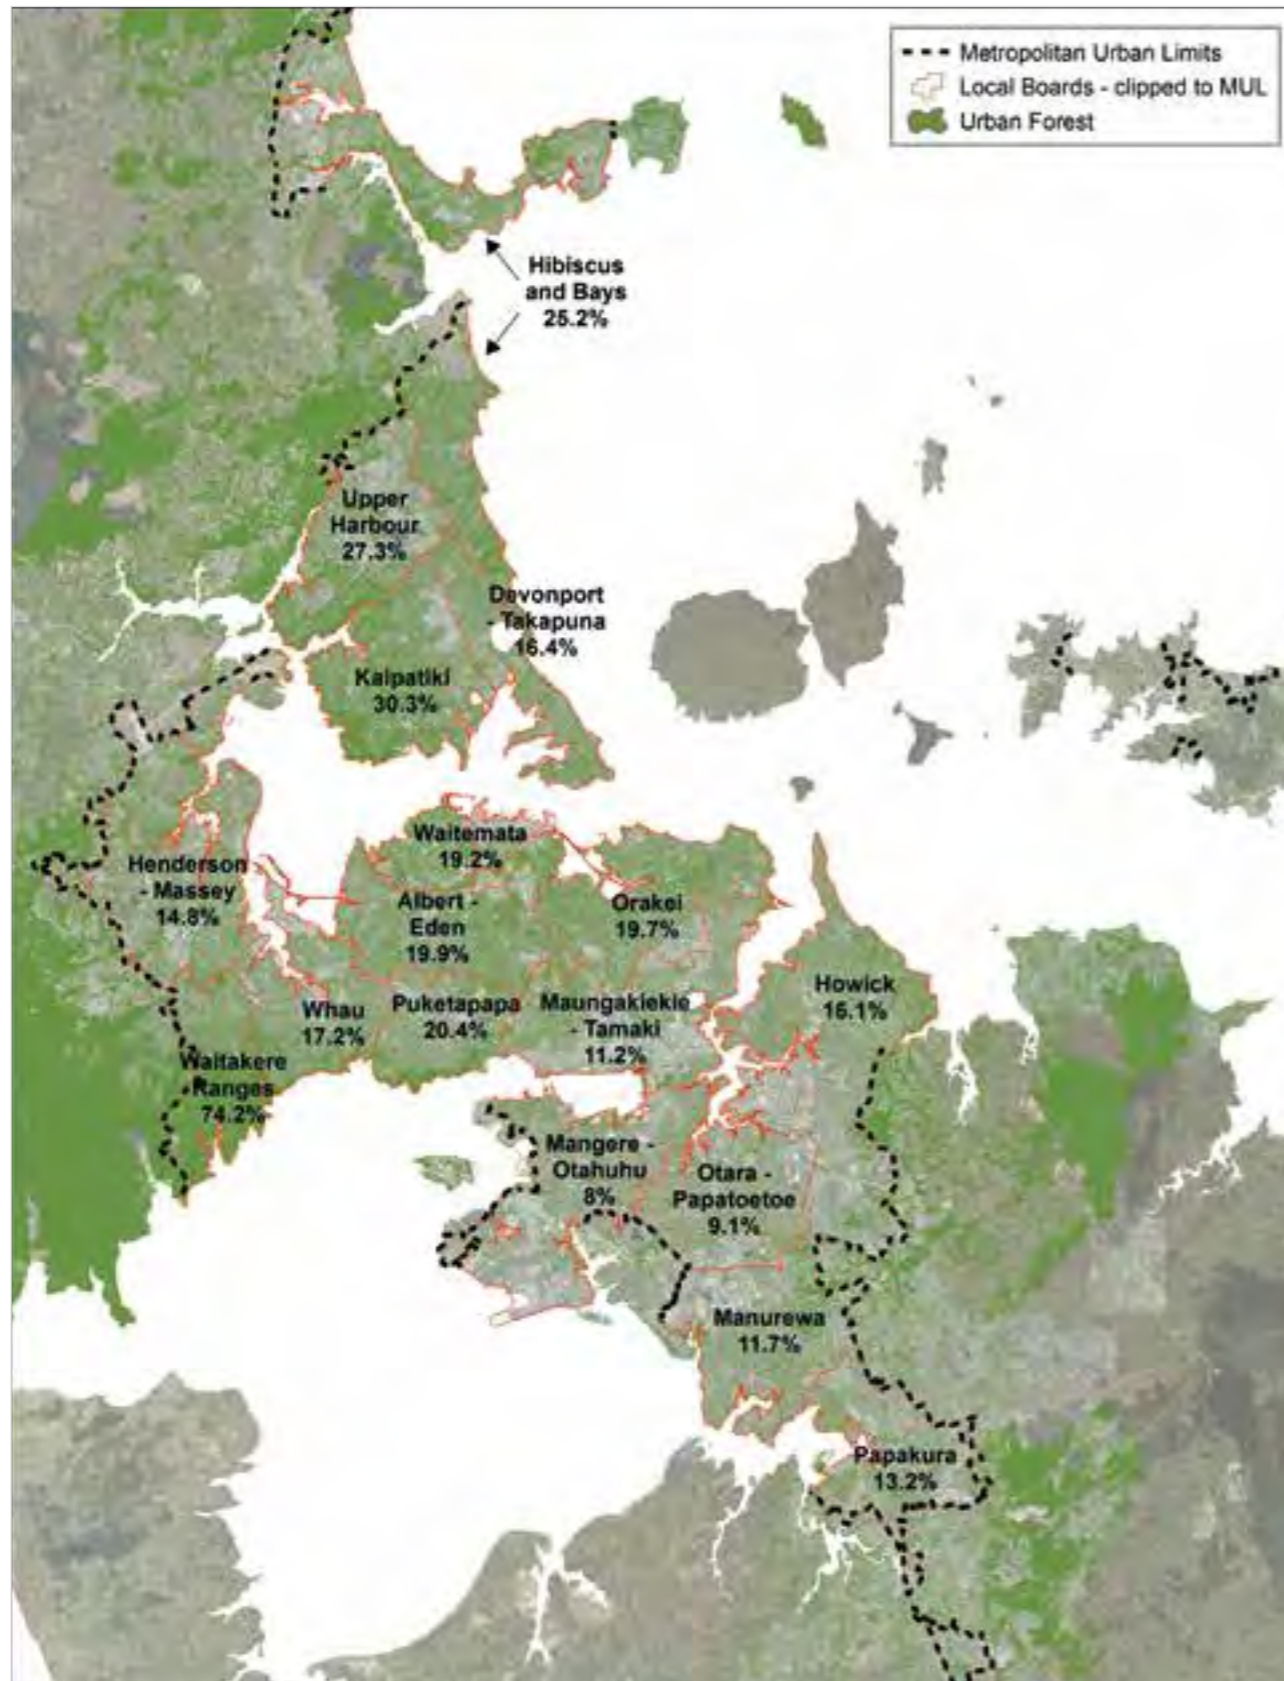 Metropolitan Urban Limits
Local Boards - clipped to MUL
Urban Forest
Hibiscus
and Bays
25.2%
Upper
Harbour
27.3%
Devonport
- Takapuna
16.4%
Kaipatiki
30.3%
Waitemata
19.2%
Henderson
- Massey
14.8%
Albert -
Eden
19.9%
Orakei
19.7%
Howick
16.1%
Whau
17.2%
Puketapapa
20.4%
Maungakiekie
- Tamaki
11.2%
Waitakere
Ranges
74.2%
Mangere -
Otahuhu
8%
Otara -
Papatoetoe
9.1%
Manurewa
11.7%
Papakura
13.2%